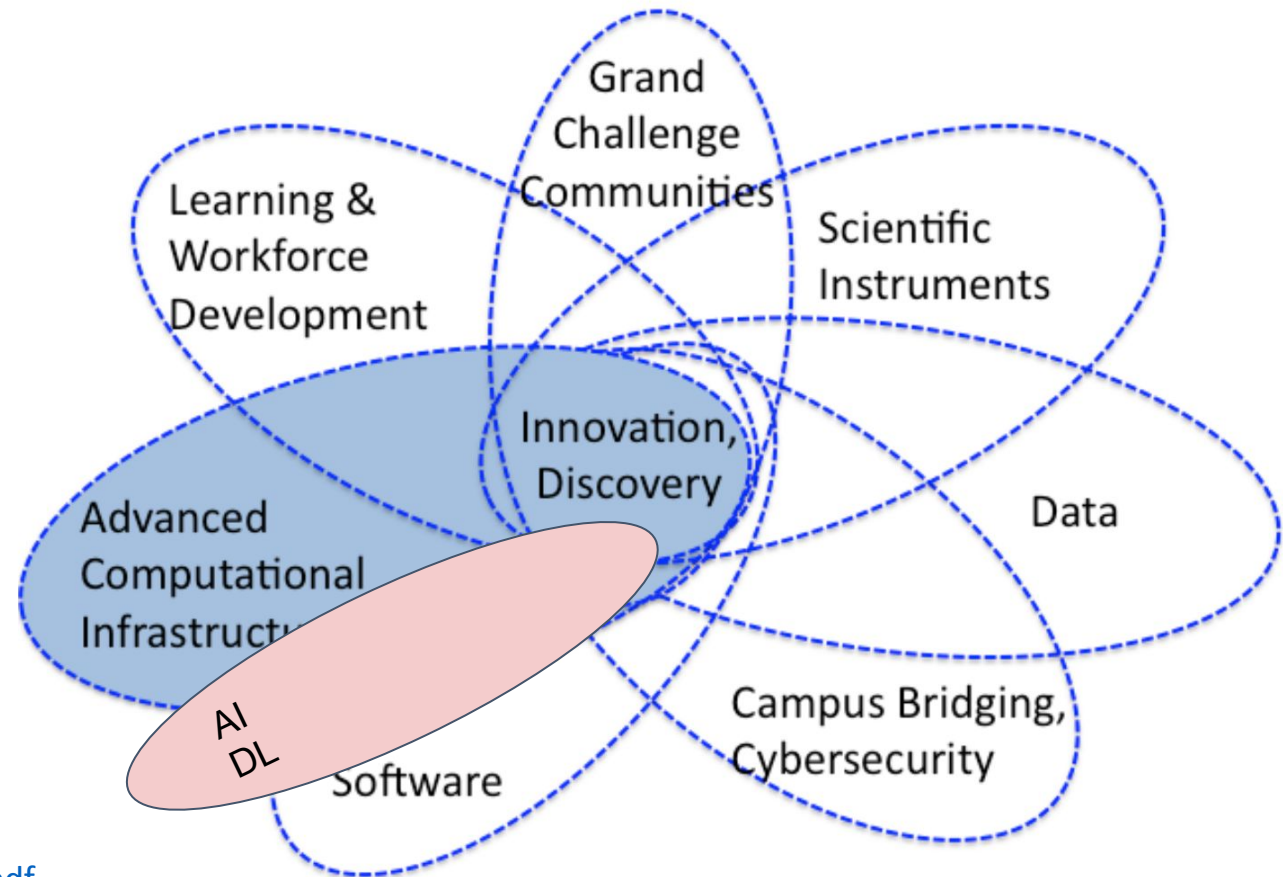 Grand
Challenge
Communities
Learning &
Workforce
Development
Scientific
Instruments
Innovation,
Discovery
Advanced
Computational
Infrastructu
Data
AI
DL
Campus Bridging,
Cybersecurity
Software